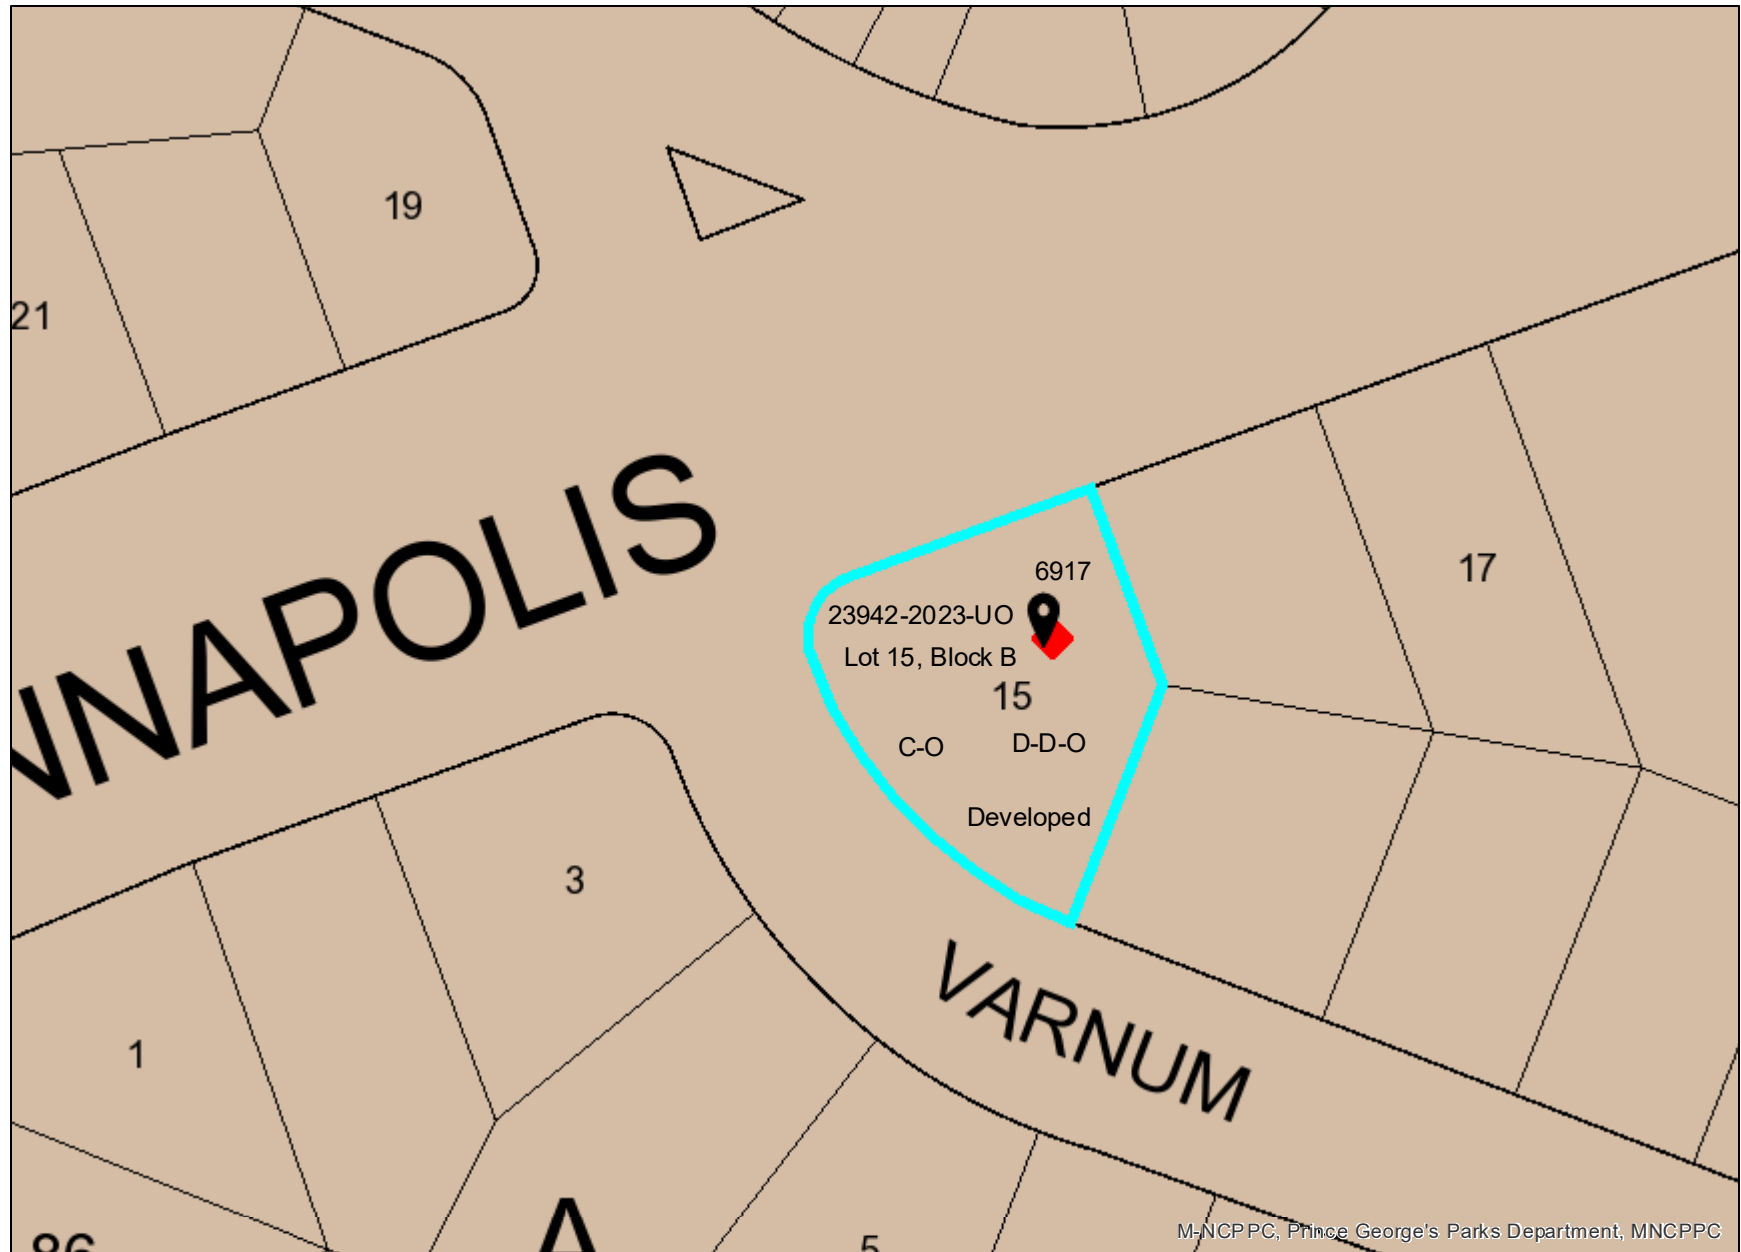 19
21
NNAPOLIS
17
6917
23942-2023-UO
Lot 15, Block B
15
C-O D-D-O
Developed
3
VARNUM
1
86
A
5
M-NCPPC, Prince George's Parks Department, MNCPPC